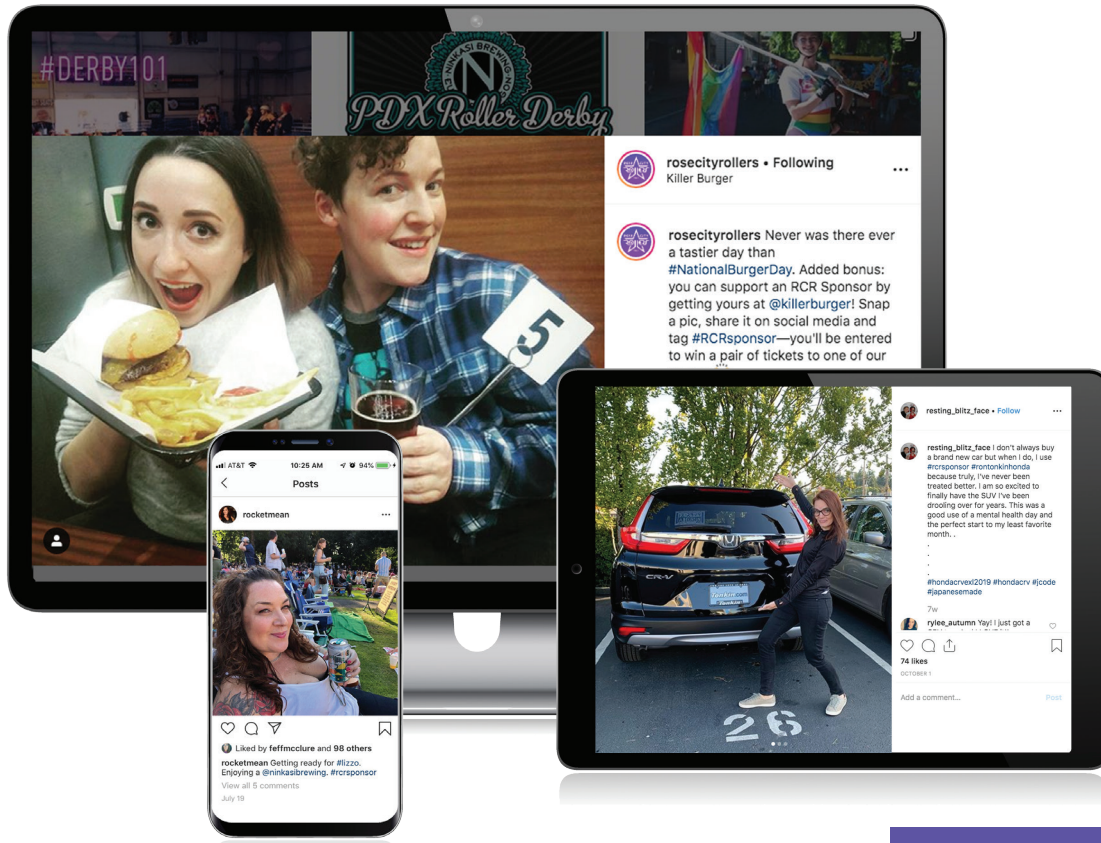 #DERBY101
NINKASI BREWING
N
PDX Roller Derby
rosecityrollers • Following
Killer Burger
rosecityrollers Never was there ever
a tastier day than
#NationalBurgerDay. Added bonus:
you can support an RCR Sponsor by
getting yours at @killerburger! Snap
a pic, share it on social media and
tag #RCRsponsor—you'll be entered
to win a pair of tickets to one of our
5
AT&T 10:25 AM 94%
Posts
rocketmean
Liked by feffmcclure and 98 others
rocketmean Getting ready for #lizzo.
Enjoying a @ninkasibrewing. #rcrsponsor
View all 5 comments
July 19
resting_blitz_face • Follow
resting_blitz_face I don't always buy
a brand new car but when I do, I use
#rcrsponsor #rontonkinhonda
because truly, I've never been
treated better. I am so excited to
finally have the SUV I've been
drooling over for years. This was a
good use of a mental health day and
the perfect start to my least favorite
month. .
.
.
.
.
#hondacrvexl2019 #hondacrv #jcode
#japanesemade
7w
rylee_autumn Yay! I just got a
74 likes
OCTOBER 1
Add a comment... Post
CR-V
Tonkin.com
Tonkin
26